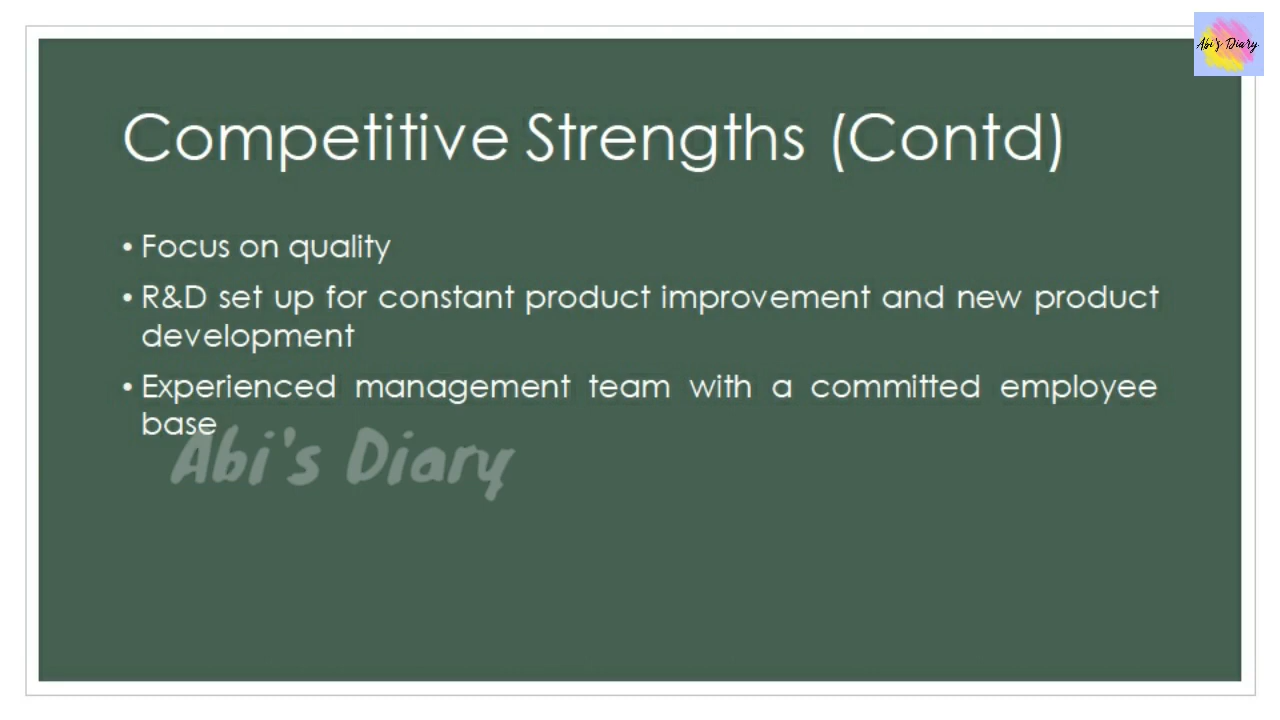 Abi's Diary
Competitive Strengths (Contd)
• Focus on quality
• R&D set up for constant product improvement and new product
development
• Experienced management team with a committed employee
base
Abi's Diary